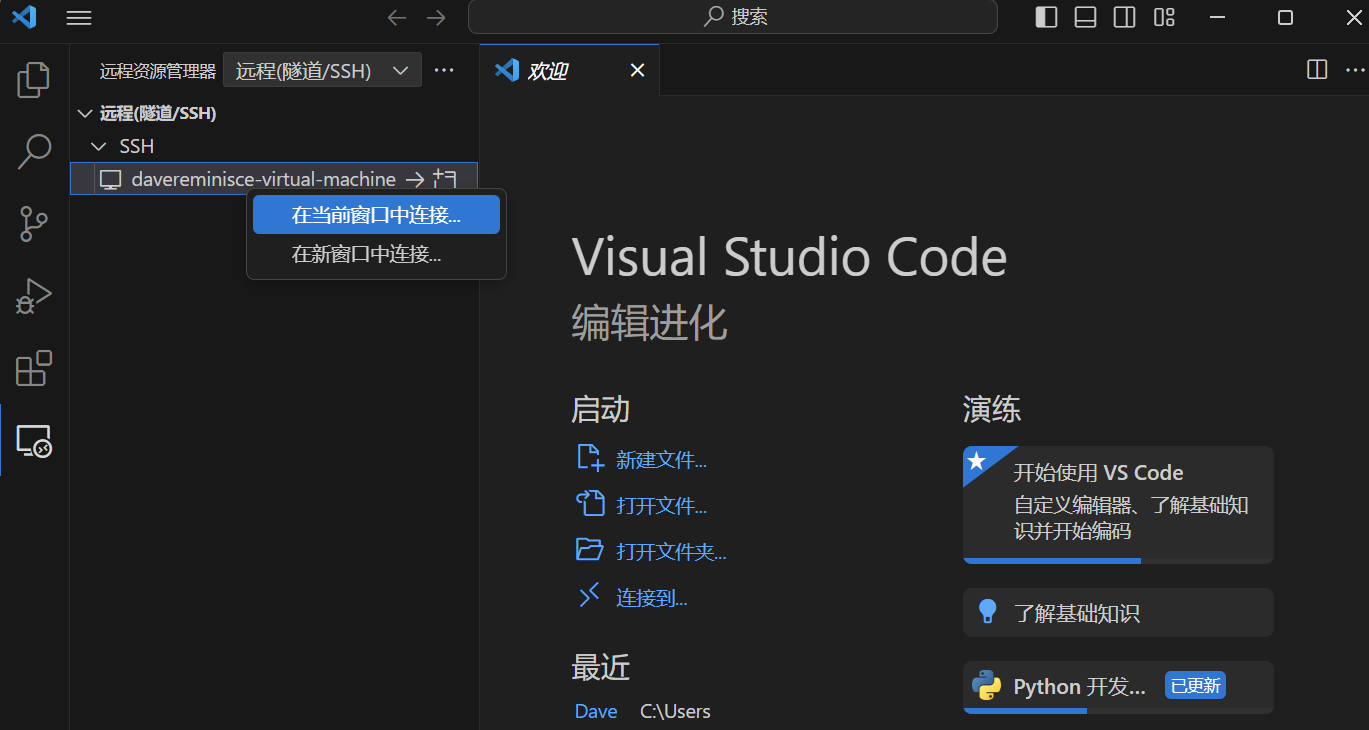 搜索
远程资源管理器 远程(隧道/SSH)
欢迎
远程(隧道/SSH)
SSH
davereminisce-virtual-machine
在当前窗口中连接...
在新窗口中连接...
Visual Studio Code
编辑进化
启动
新建文件...
打开文件...
打开文件夹...
连接到...
最近
Dave C:\Users
演练
开始使用 VS Code
自定义编辑器、了解基础知
识并开始编码
了解基础知识
Python 开发... 已更新